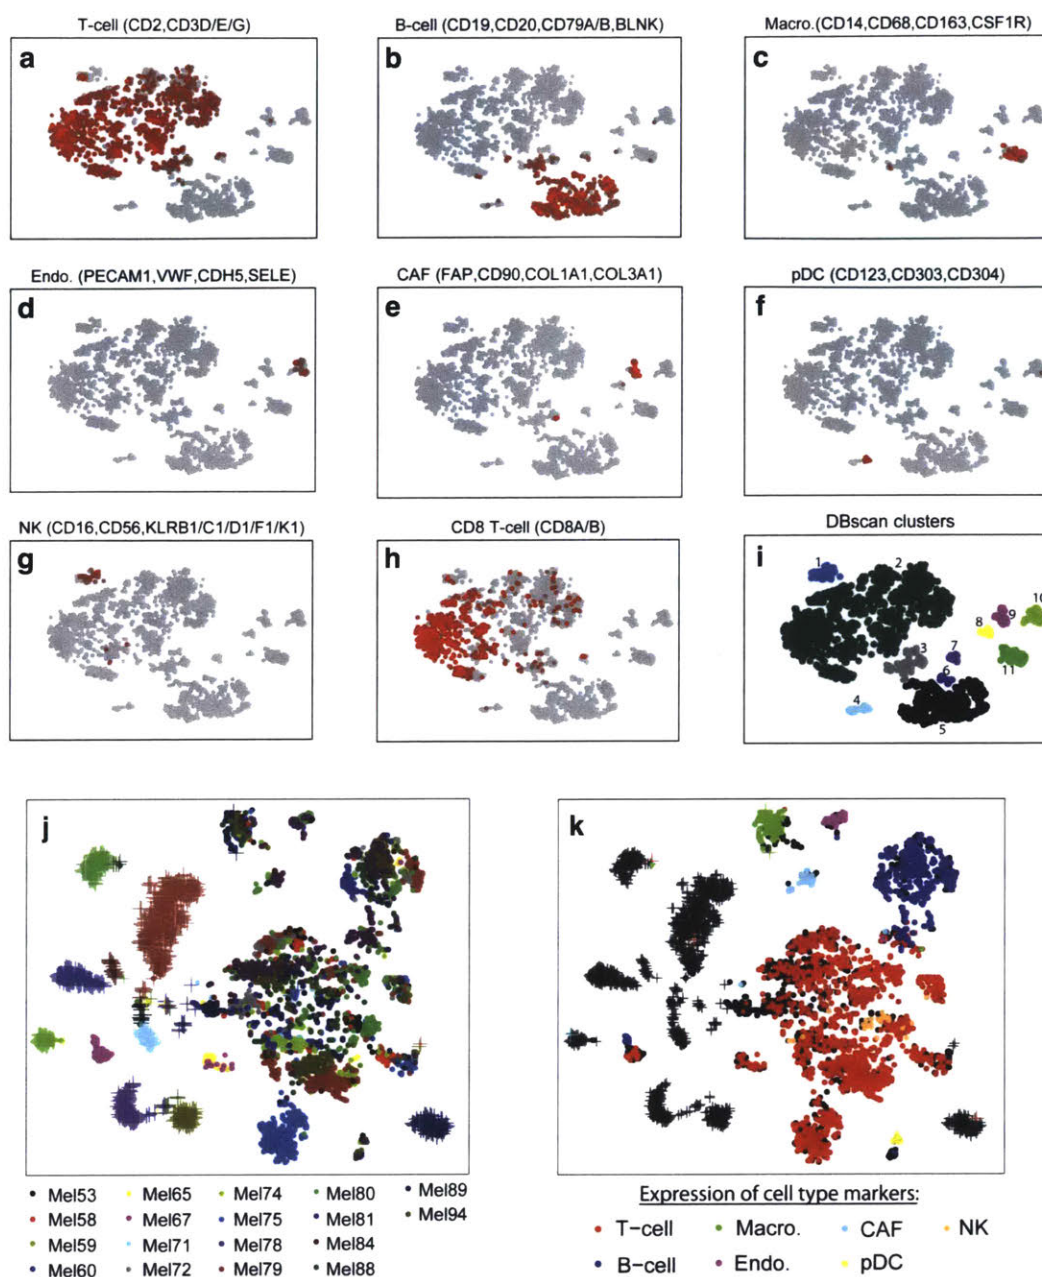 T-cell (CD2,CD3D/E/G)
B-cell (CD19,CD20,CD79A/B,BLNK)
Macro.(CD14,CD68,CD163,CSF1R)
a
b
c
Endo. (PECAM1,VWF,CDH5,SELE)
CAF (FAP,CD90,COL1A1,COL3A1)
pDC (CD123,CD303,CD304)
d
e
f
NK (CD16,CD56,KLRB1/C1/D1/F1/K1)
CD8 T-cell (CD8A/B)
DBscan clusters
g
h
i
1
2
10
9
8
3
7
11
6
4
5
j
k
Mel53 Mel65 Mel74 Mel80 Mel89
Mel58 Mel67 Mel75 Mel81 Mel94
Mel59 Mel71 Mel78 Mel84
Mel60 Mel72 Mel79 Mel88
Expression of cell type markers:
T-cell Macro. CAF NK
B-cell Endo. pDC